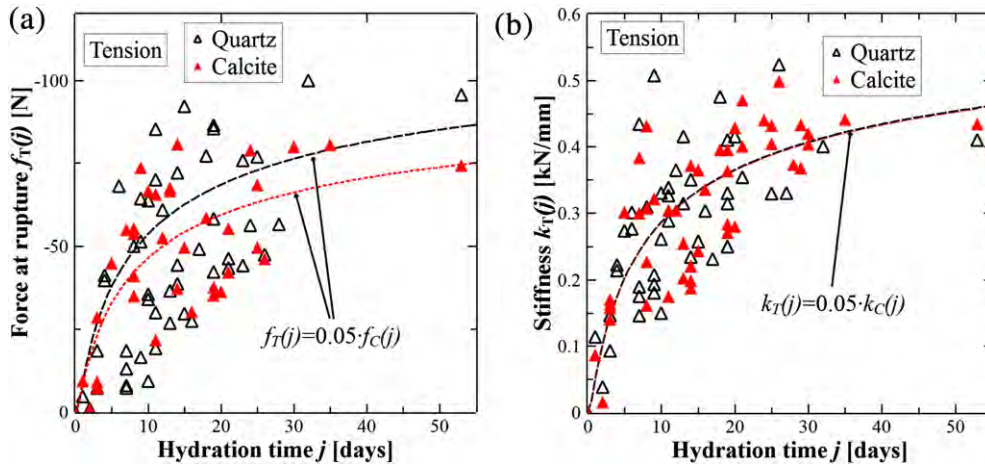 (a)
Tension
Quartz
Calcite
Force at rupture fT(j) [N]
-100
-50
0
0 10 20 30 40 50
Hydration time j [days]
fT(j)=0.05·fC(j)
(b)
Tension
Quartz
Calcite
Stiffness kT(j) [kN/mm]
0.6
0.5
0.4
0.3
0.2
0.1
0
0 10 20 30 40 50
Hydration time j [days]
kT(j)=0.05·kC(j)